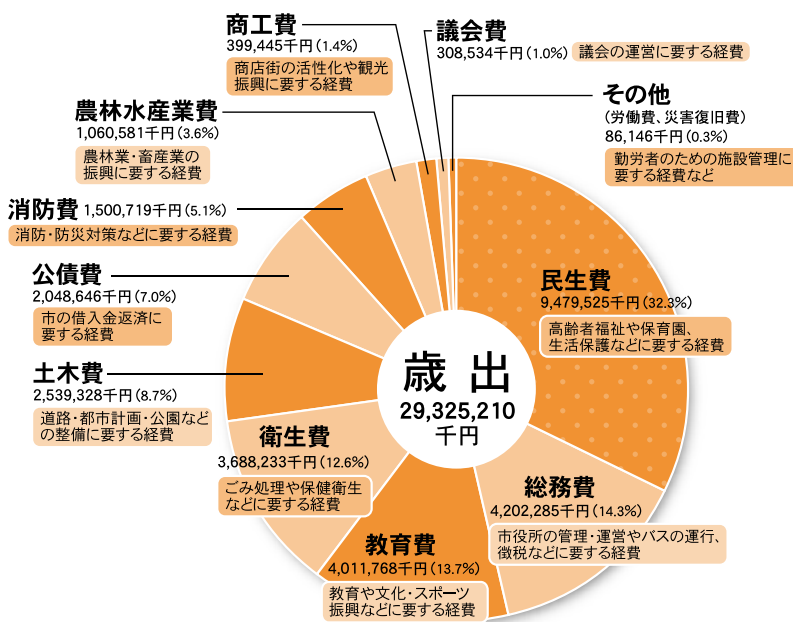 商工費
399,445千円(1.4%)
商店街の活性化や観光
振興に要する経費
議会費
308,534千円(1.0%)
議会の運営に要する経費
その他
(労働費、災害復旧費)
86,146千円(0.3%)
勤労者のための施設管理に
要する経費など
農林水産業費
1,060,581千円(3.6%)
農林業・畜産業の
振興に要する経費
消防費 1,500,719千円(5.1%)
消防・防災対策などに要する経費
公債費
2,048,646千円(7.0%)
市の借入金返済に
要する経費
土木費
2,539,328千円(8.7%)
道路・都市計画・公園など
の整備に要する経費
民生費
9,479,525千円(32.3%)
高齢者福祉や保育園、
生活保護などに要する経費
歳出
29,325,210
千円
衛生費
3,688,233千円(12.6%)
ごみ処理や保健衛生
などに要する経費
総務費
4,202,285千円(14.3%)
市役所の管理・運営やバスの運行、
徴税などに要する経費
教育費
4,011,768千円(13.7%)
教育や文化・スポーツ
振興などに要する経費